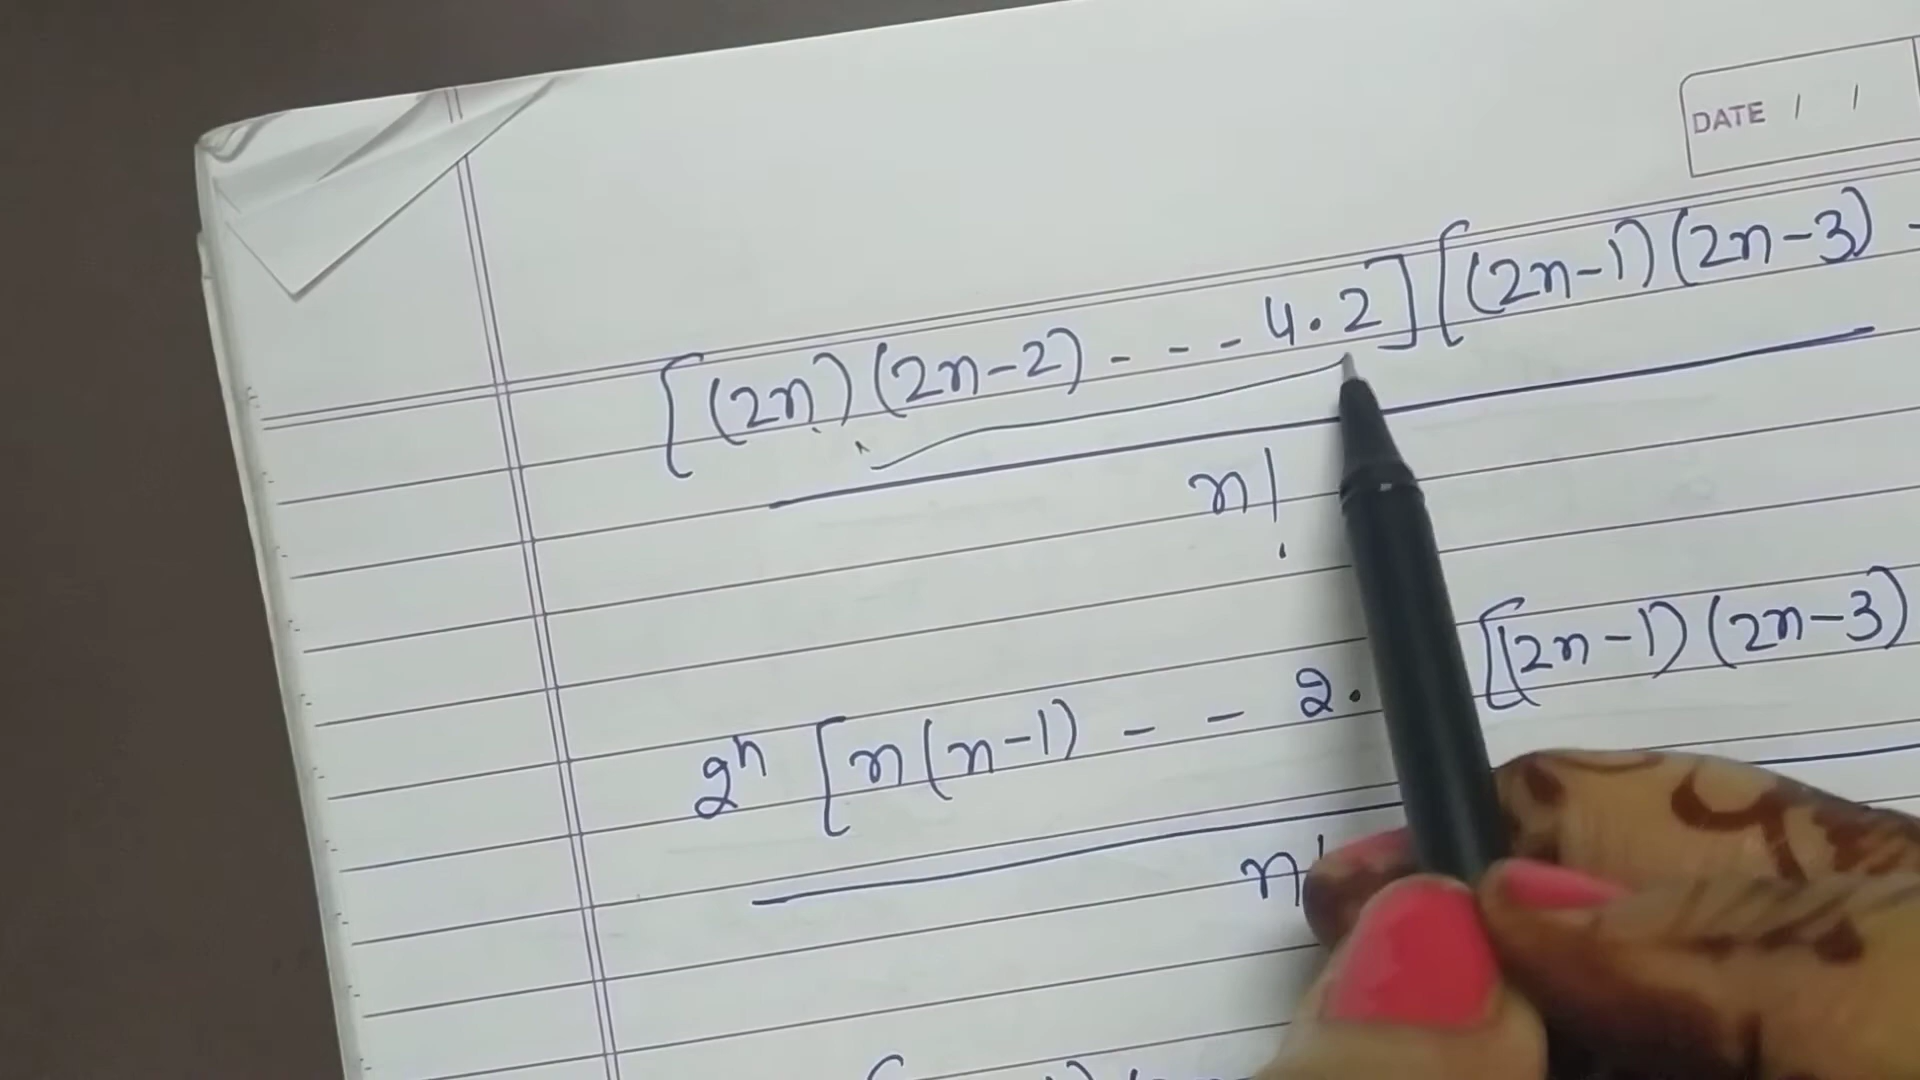 DATE / /
[(2n)(2n-2) - - - 4.2][(2n-1)(2n-3) -
n!
2ⁿ [n(n-1) - - 2. [(2n-1)(2n-3)
n!